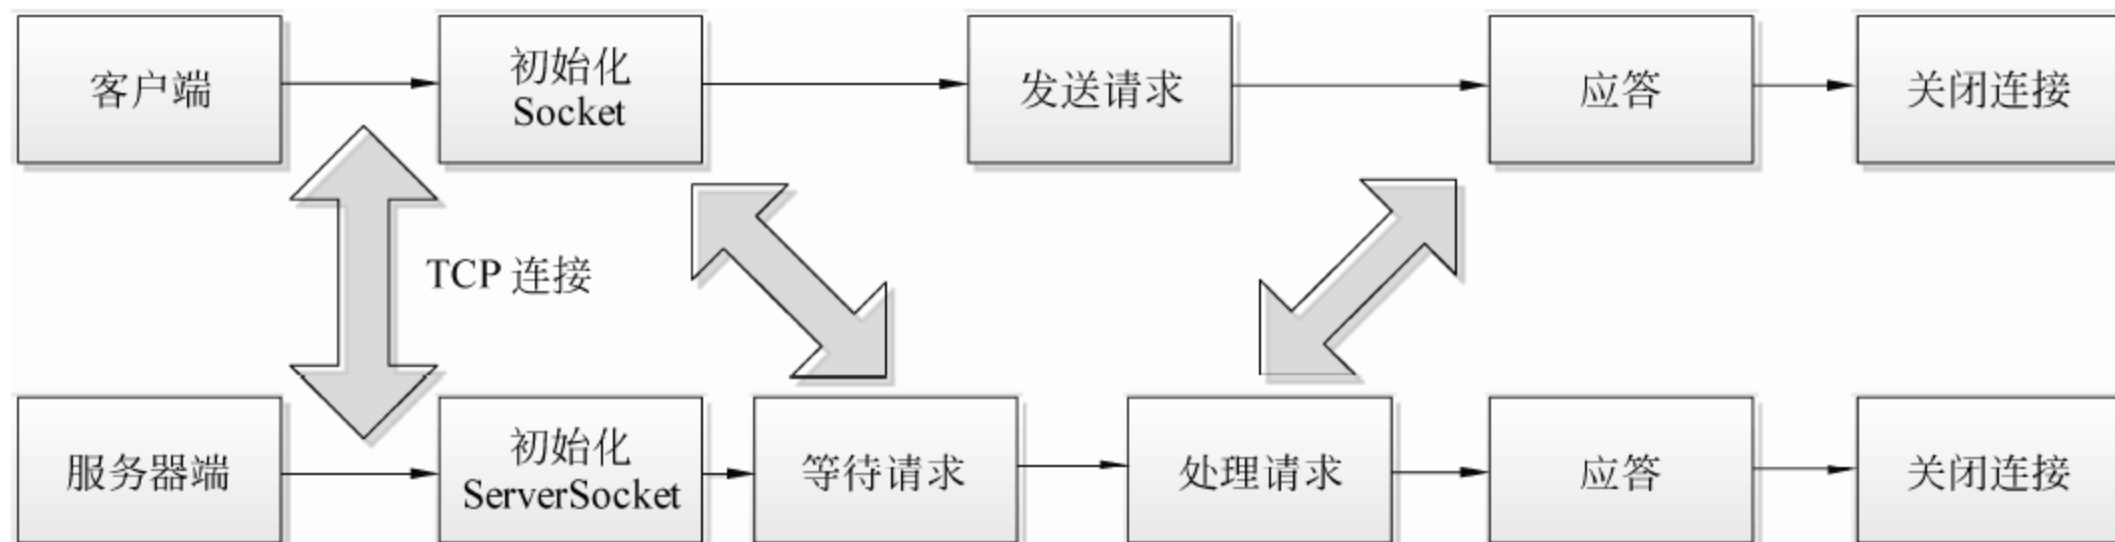 客户端
初始化
Socket
发送请求
应答
关闭连接
TCP 连接
服务器端
初始化
ServerSocket
等待请求
处理请求
应答
关闭连接